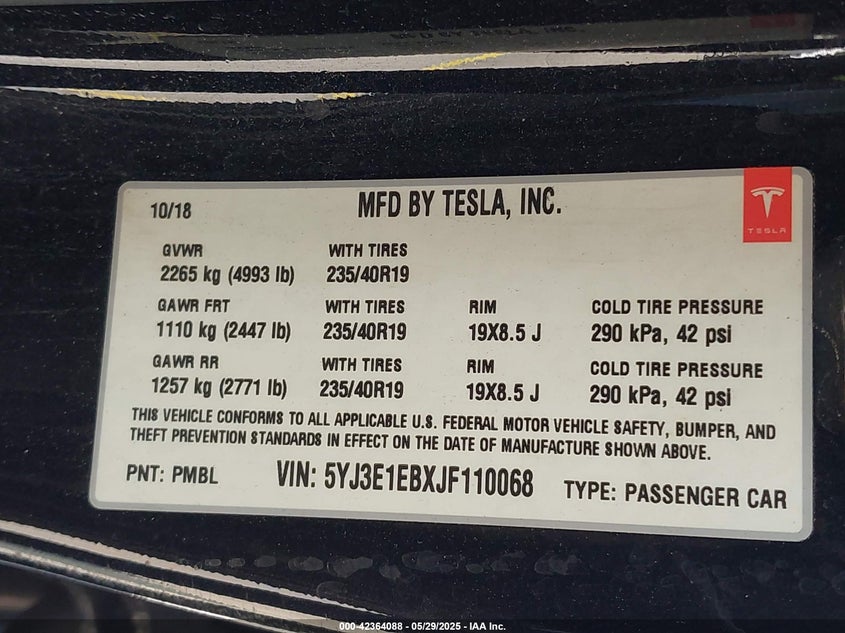 10/18
MFD BY TESLA, INC.
TESLA
GVWR WITH TIRES
2265 kg (4993 lb) 235/40R19
GAWR FRT WITH TIRES RIM COLD TIRE PRESSURE
1110 kg (2447 lb) 235/40R19 19X8.5 J 290 kPa, 42 psi
GAWR RR WITH TIRES RIM COLD TIRE PRESSURE
1257 kg (2771 lb) 235/40R19 19X8.5 J 290 kPa, 42 psi
THIS VEHICLE CONFORMS TO ALL APPLICABLE U.S. FEDERAL MOTOR VEHICLE SAFETY, BUMPER, AND
THEFT PREVENTION STANDARDS IN EFFECT ON THE DATE OF MANUFACTURE SHOWN ABOVE.
PNT: PMBL VIN: 5YJ3E1EBXJF110068 TYPE: PASSENGER CAR
000-42364088 - 05/29/2025 - IAA Inc.